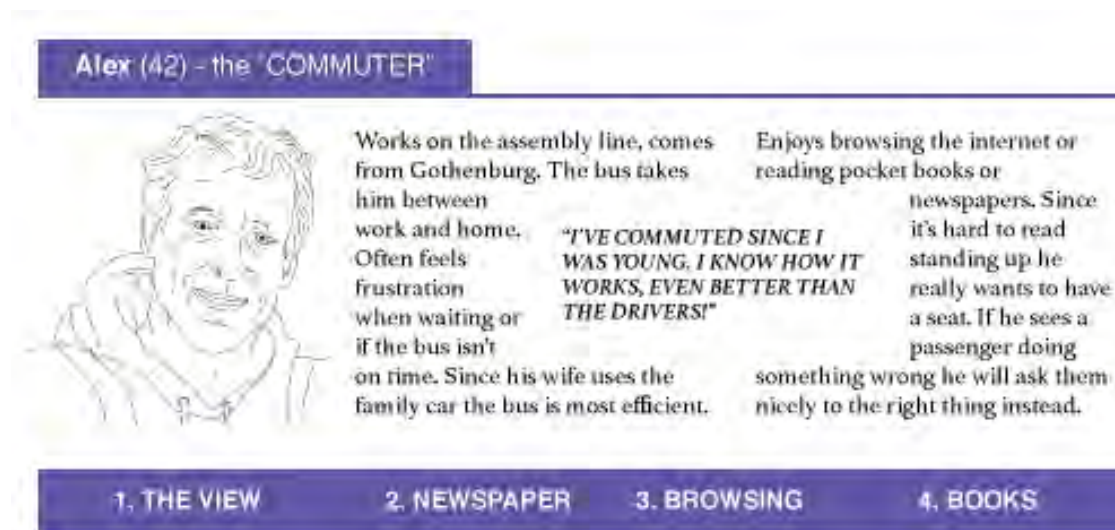 Alex (42) - the "COMMUTER"
Works on the assembly line, comes
from Gothenburg. The bus takes
him between
work and home.
Often feels
frustration
when waiting or
if the bus isn't
on time. Since his wife uses the
family car the bus is most efficient.
"I'VE COMMUTED SINCE I
WAS YOUNG, I KNOW HOW IT
WORKS, EVEN BETTER THAN
THE DRIVERS!"
Enjoys browsing the internet or
reading pocket books or
newspapers. Since
it's hard to read
standing up he
really wants to have
a seat. If he sees a
passenger doing
something wrong he will ask them
nicely to the right thing instead.
1. THE VIEW
2. NEWSPAPER
3. BROWSING
4. BOOKS